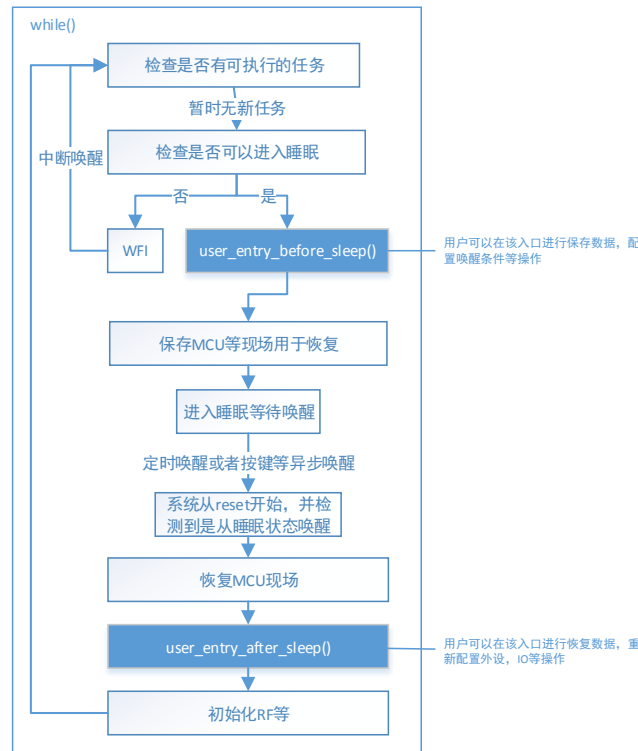 while()
检查是否有可执行的任务
暂时无新任务
中断唤醒
检查是否可以进入睡眠
否
是
WFI
user_entry_before_sleep()
用户可以在该入口进行保存数据，配
置唤醒条件等操作
保存MCU等现场用于恢复
进入睡眠等待唤醒
定时唤醒或者按键等异步唤醒
系统从reset开始，并检
测到是从睡眠状态唤醒
恢复MCU现场
user_entry_after_sleep()
用户可以在该入口进行恢复数据，重
新配置外设，IO等操作
初始化RF等